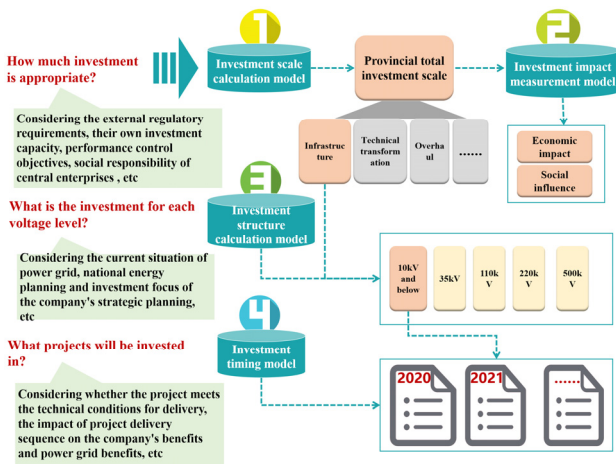 1
2
How much investment
is appropriate?
Investment scale
calculation model
Provincial total
investment scale
Investment impact
measurement model
Considering the external regulatory
requirements, their own investment
capacity, performance control
objectives, social responsibility of
central enterprises , etc
Infrastruc
ture
Technical
transform
ation
Overha
ul
......
Economic
impact
Social
influence
3
What is the investment for each
voltage level?
Investment
structure
calculation model
Considering the current situation of
power grid, national energy
planning and investment focus of
the company's strategic planning,
etc
10kV
and
below
35kV
110k
V
220k
V
500k
V
4
What projects will be invested
in?
Investment
timing model
Considering whether the project meets
the technical conditions for delivery,
the impact of project delivery
sequence on the company's benefits
and power grid benefits, etc
2020
2021
......